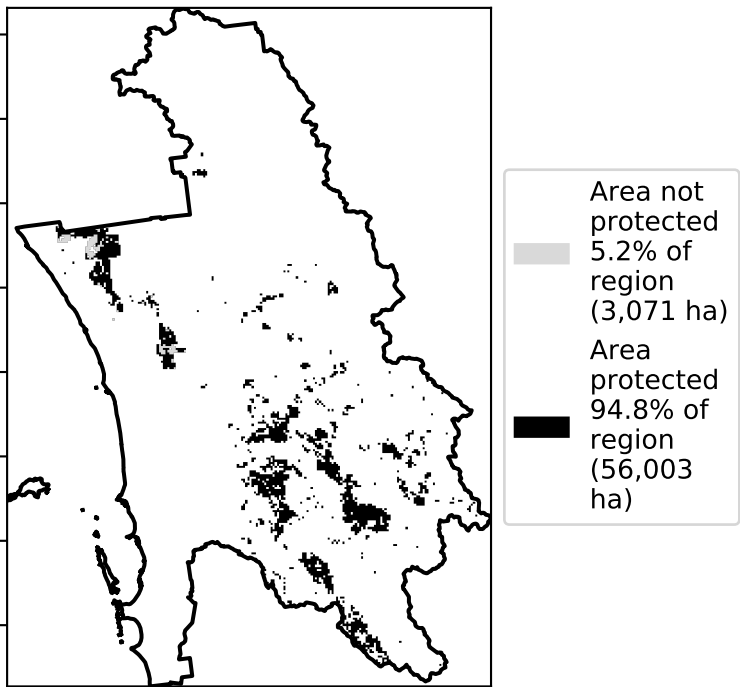 Area not
protected
5.2% of
region
(3,071 ha)
Area
protected
94.8% of
region
(56,003
ha)